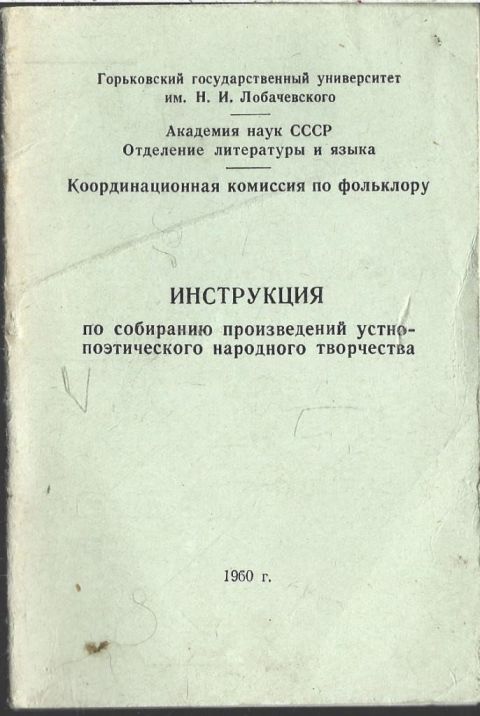 Горьковский государственный университет
им. Н. И. Лобачевского
Академия наук СССР
Отделение литературы и языка
Координационная комиссия по фольклору
ИНСТРУКЦИЯ
по собиранию произведений устно-
поэтического народного творчества
1960 г.